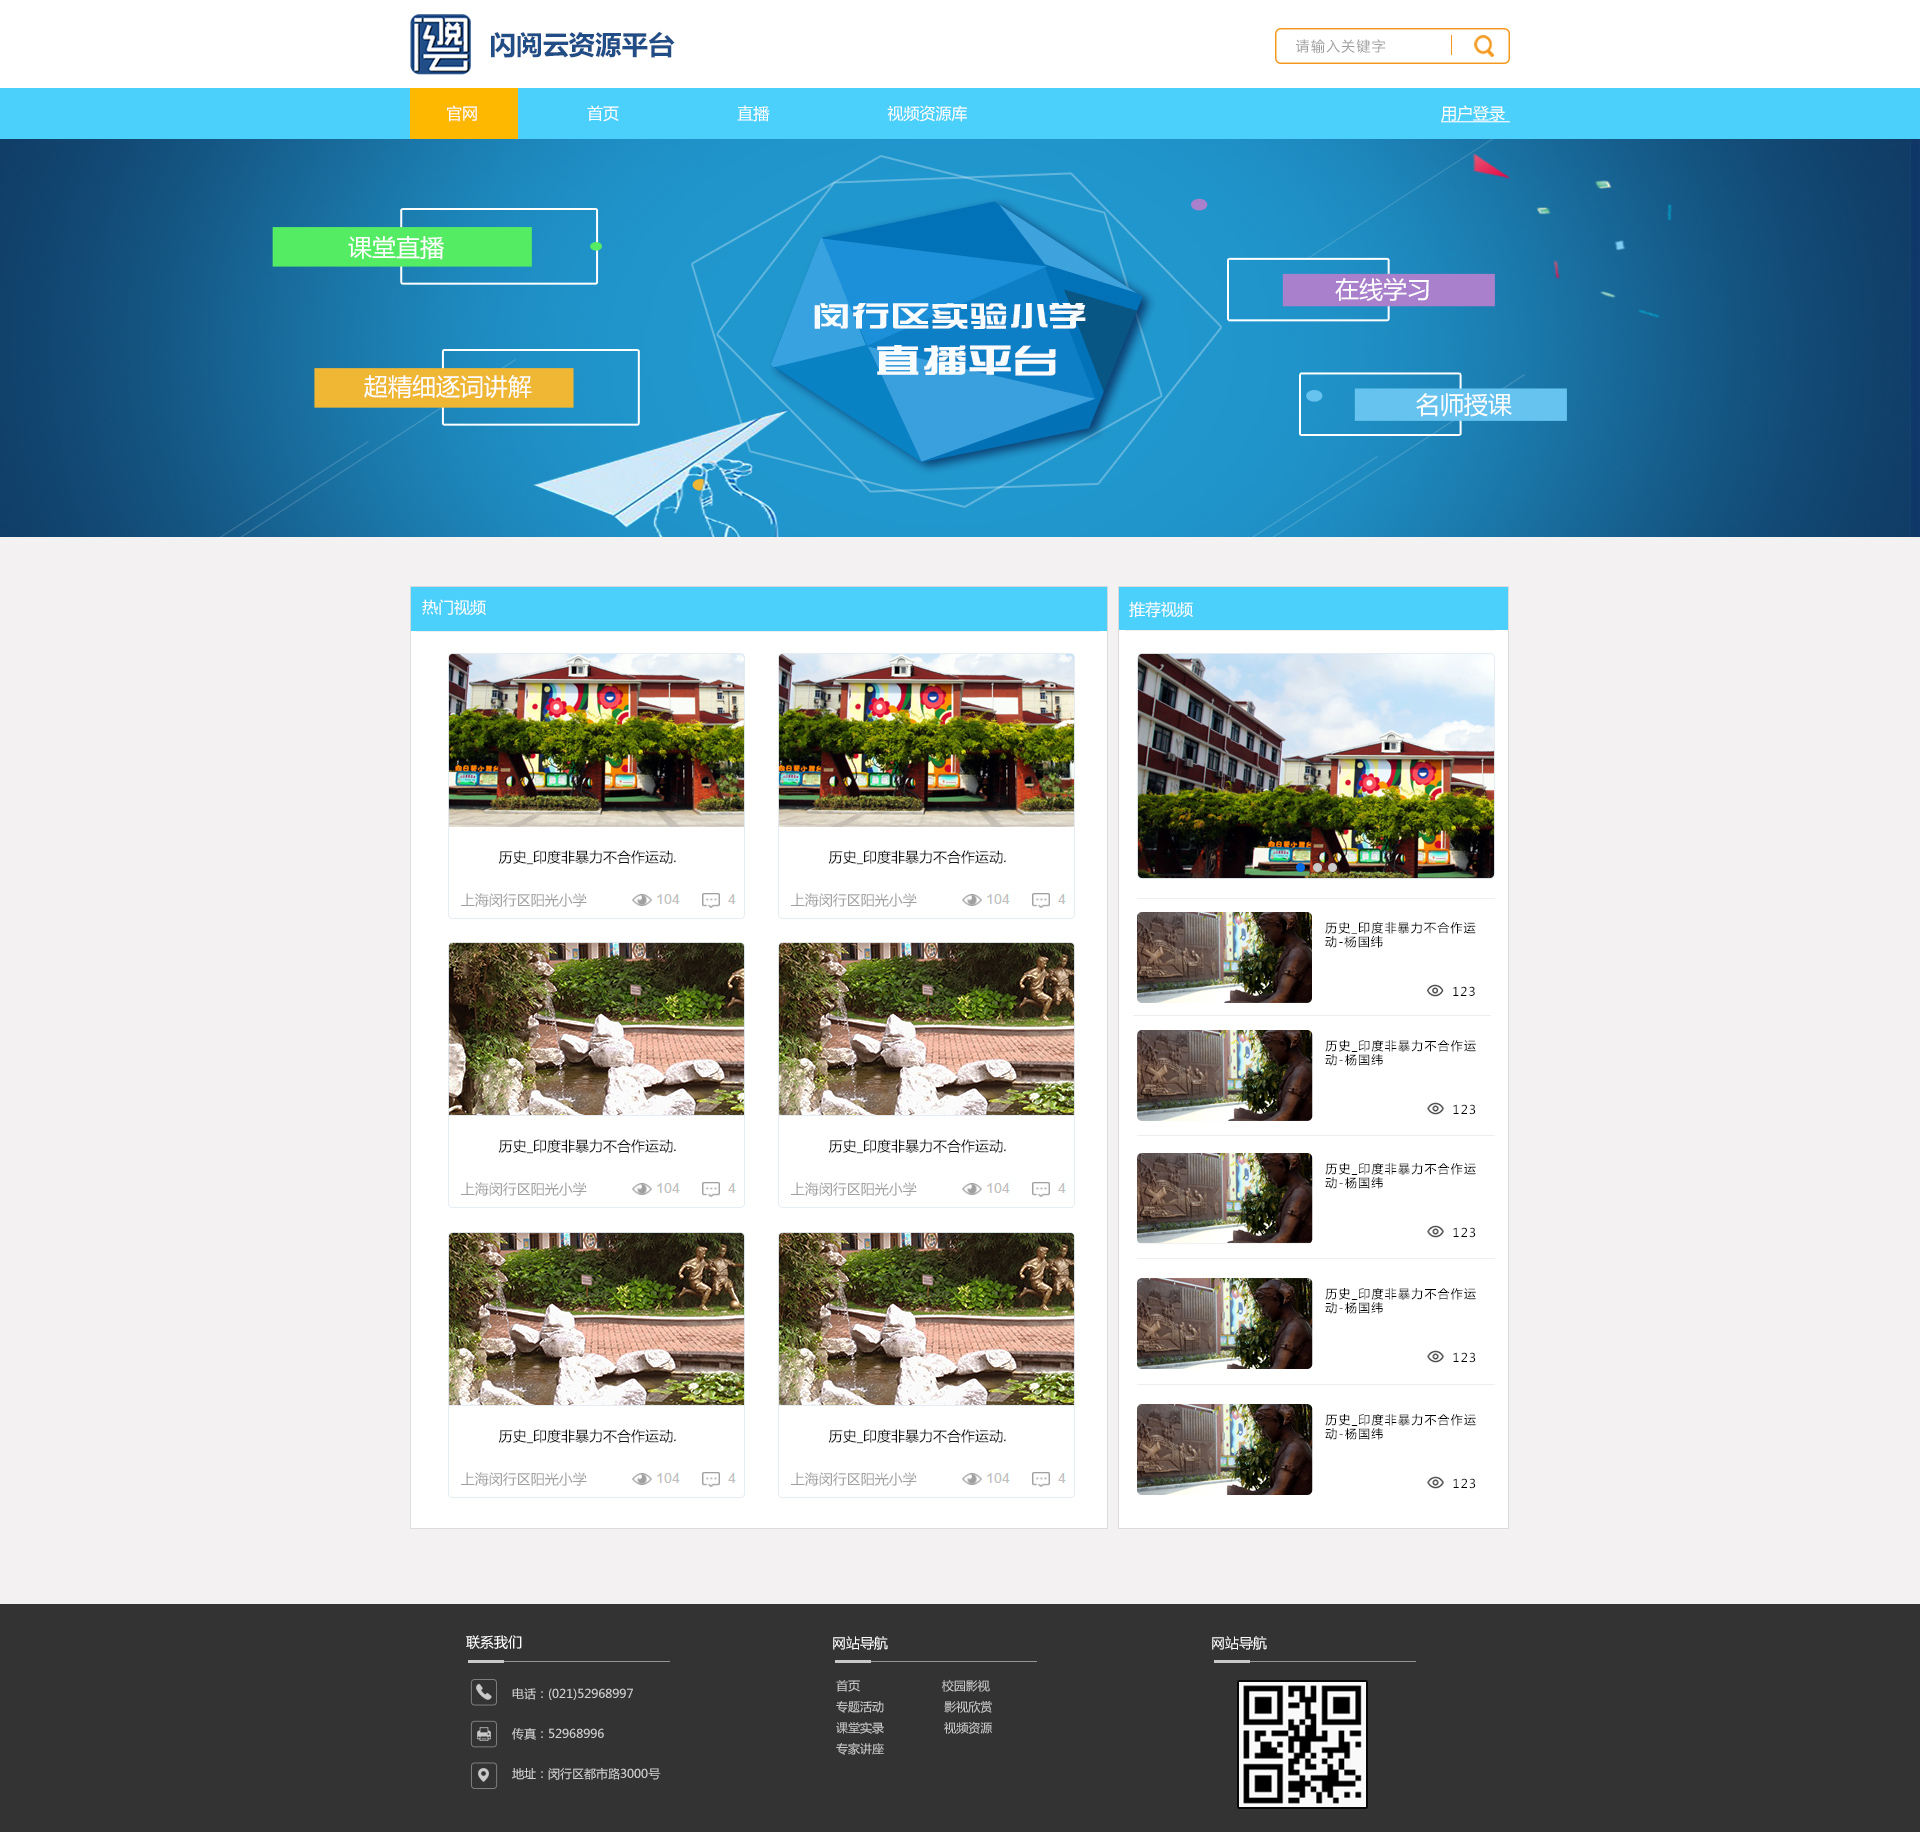 闪阅云资源平台
请输入关键字
官网
首页
直播
视频资源库
用户登录
课堂直播
超精细逐词讲解
闵行区实验小学
直播平台
在线学习
名师授课
热门视频
历史_印度非暴力不合作运动.
上海闵行区阳光小学 104 4
历史_印度非暴力不合作运动.
上海闵行区阳光小学 104 4
历史_印度非暴力不合作运动.
上海闵行区阳光小学 104 4
历史_印度非暴力不合作运动.
上海闵行区阳光小学 104 4
历史_印度非暴力不合作运动.
上海闵行区阳光小学 104 4
历史_印度非暴力不合作运动.
上海闵行区阳光小学 104 4
推荐视频
历史_印度非暴力不合作运
动-杨国纬
123
历史_印度非暴力不合作运
动-杨国纬
123
历史_印度非暴力不合作运
动-杨国纬
123
历史_印度非暴力不合作运
动-杨国纬
123
历史_印度非暴力不合作运
动-杨国纬
123
联系我们
电话：(021)52968997
传真：52968996
地址：闵行区都市路3000号
网站导航
首页 校园影视
专题活动 影视欣赏
课堂实录 视频资源
专家讲座
网站导航